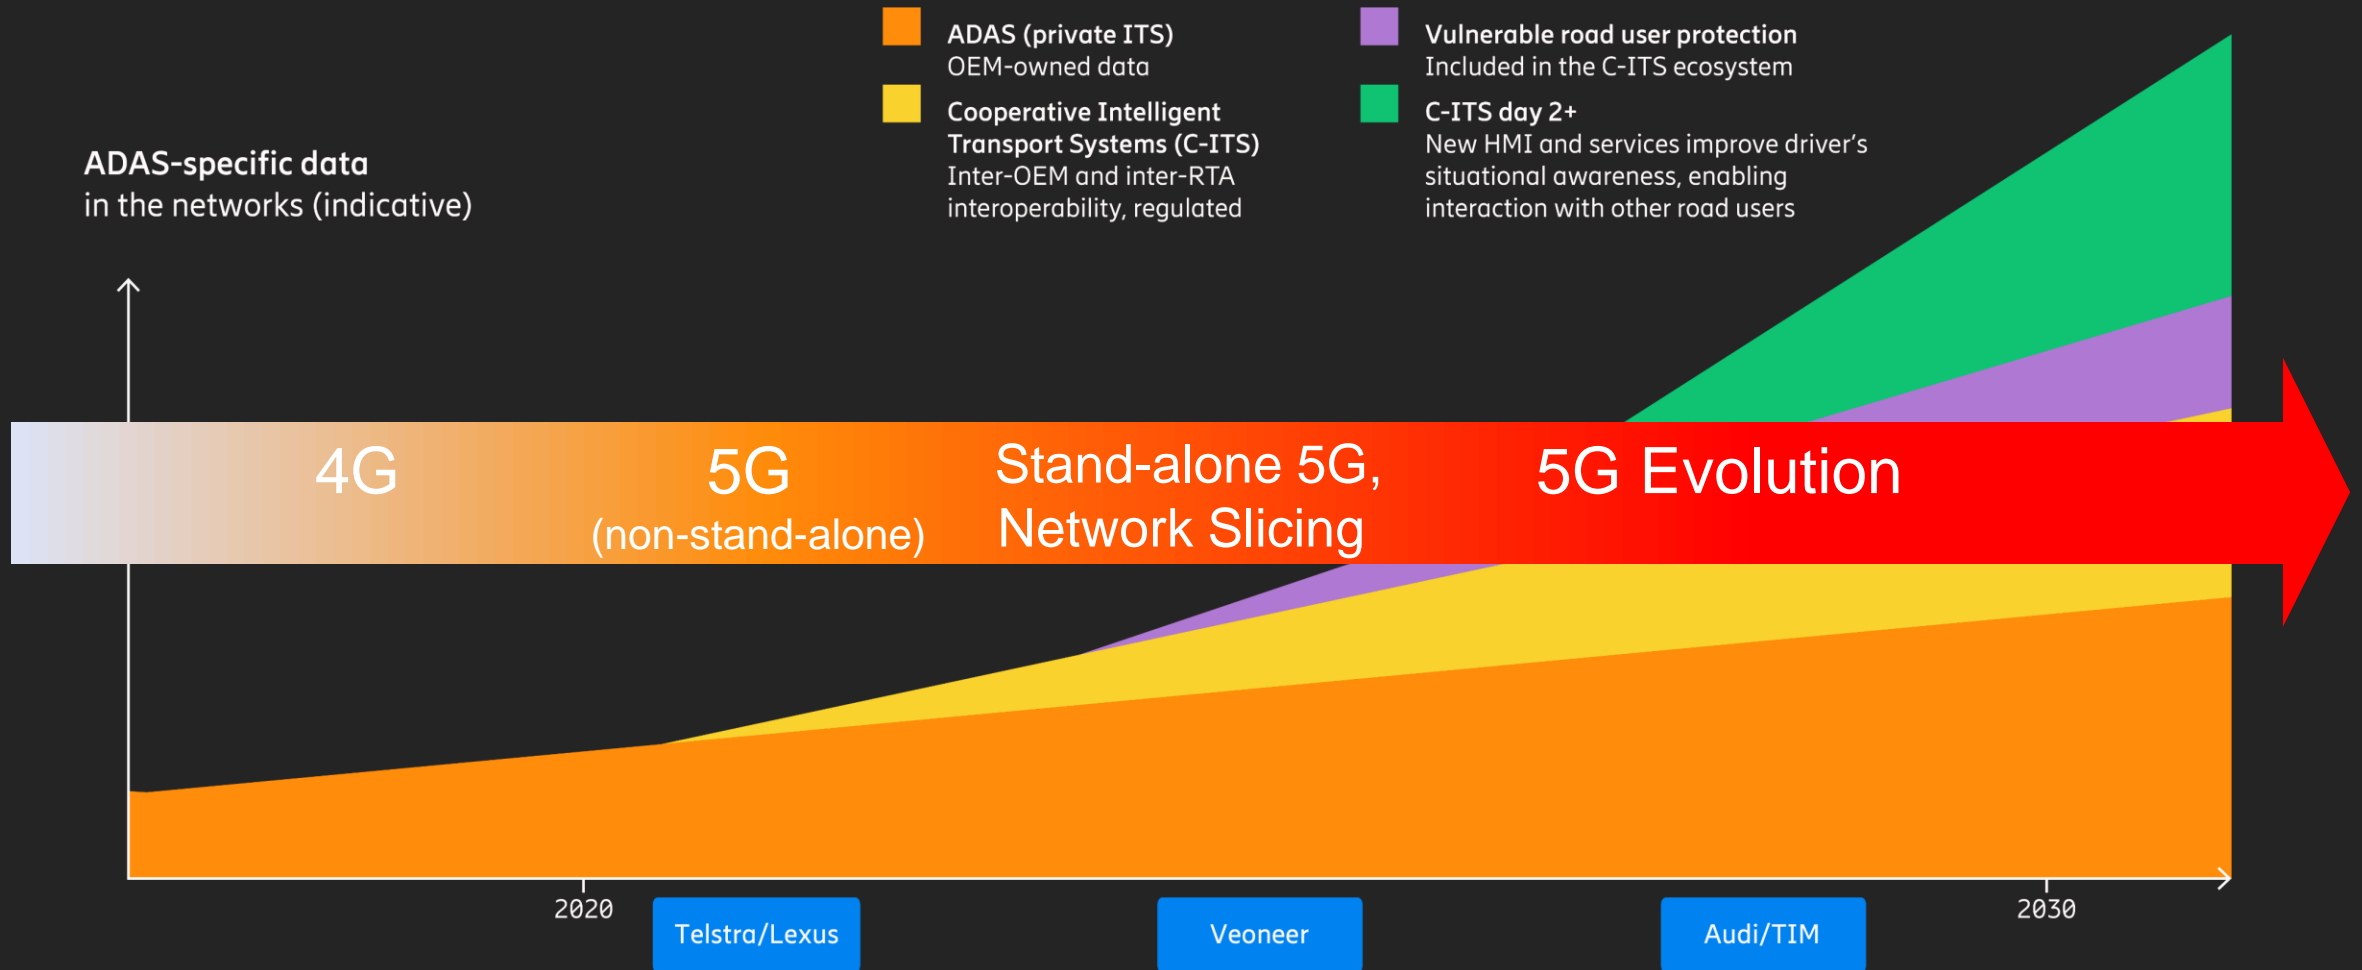 ADAS (private ITS)
OEM-owned data
Cooperative Intelligent
Transport Systems (C-ITS)
Inter-OEM and inter-RTA
interoperability, regulated
Vulnerable road user protection
Included in the C-ITS ecosystem
C-ITS day 2+
New HMI and services improve driver's
situational awareness, enabling
interaction with other road users
ADAS-specific data
in the networks (indicative)
4G
5G
(non-stand-alone)
Stand-alone 5G,
Network Slicing
5G Evolution
2020
2030
Telstra/Lexus
Veoneer
Audi/TIM